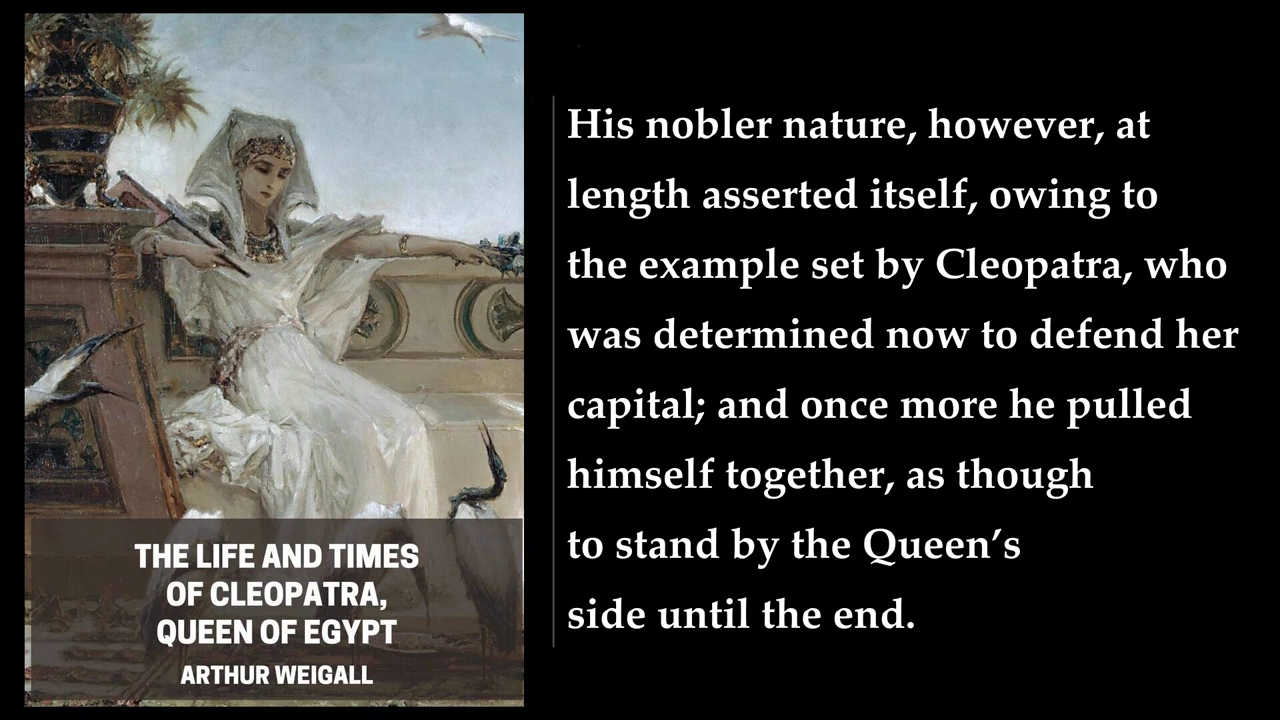 THE LIFE AND TIMES
OF CLEOPATRA,
QUEEN OF EGYPT
ARTHUR WEIGALL
His nobler nature, however, at
length asserted itself, owing to
the example set by Cleopatra, who
was determined now to defend her
capital; and once more he pulled
himself together, as though
to stand by the Queen’s
side until the end.